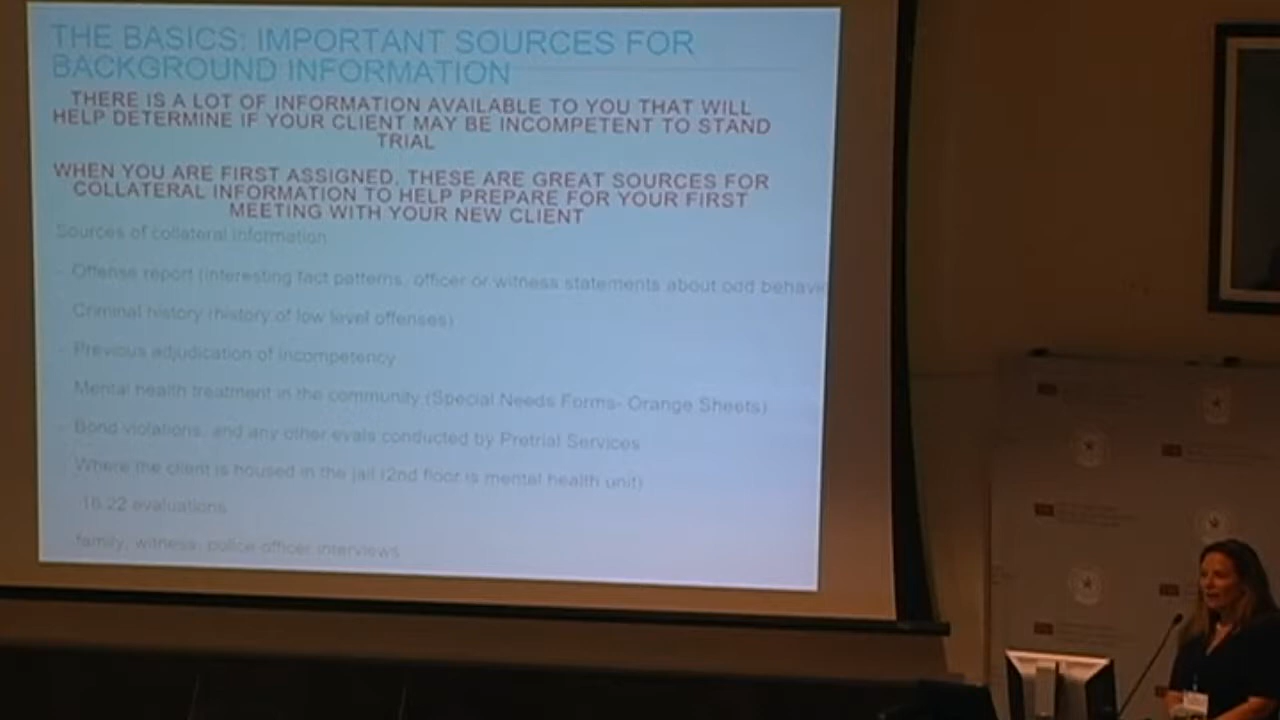 THE BASICS: IMPORTANT SOURCES FOR
BACKGROUND INFORMATION
THERE IS A LOT OF INFORMATION AVAILABLE TO YOU THAT WILL
HELP DETERMINE IF YOUR CLIENT MAY BE INCOMPETENT TO STAND
TRIAL
WHEN YOU ARE FIRST ASSIGNED, THESE ARE GREAT SOURCES FOR
COLLATERAL INFORMATION TO HELP PREPARE FOR YOUR FIRST
MEETING WITH YOUR NEW CLIENT
Sources of collateral information
- Offense report (interesting fact patterns, officer or witness statements about odd behavi
- Criminal history (history of low level offenses)
- Previous adjudication of incompetency
- Mental health treatment in the community (Special Needs Forms- Orange Sheets)
- Bond violations, and any other evals conducted by Pretrial Services
- Where the client is housed in the jail (2nd floor is mental health unit)
16.22 evaluations
family, witness, police officer interviews